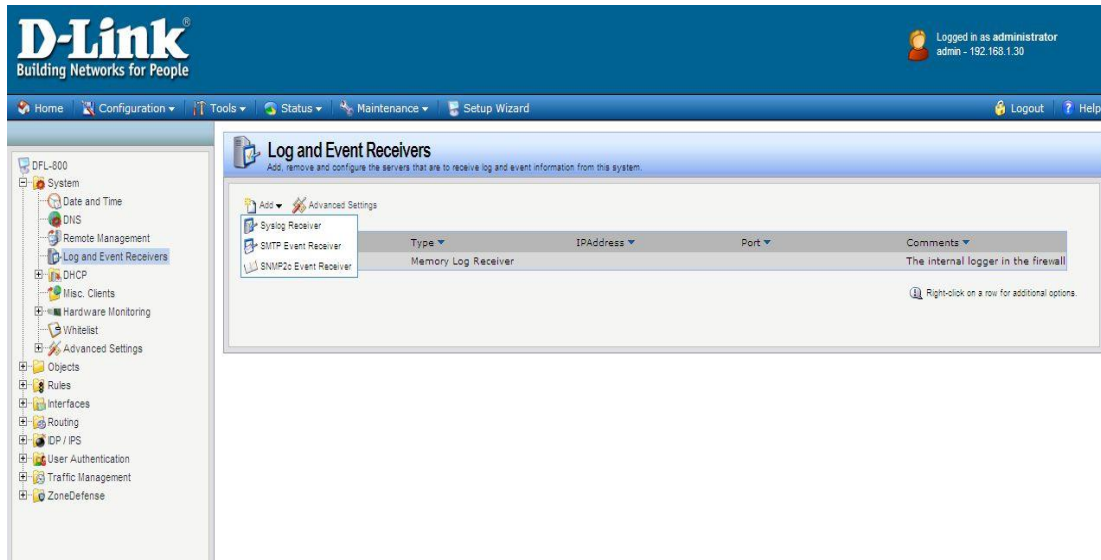 D-Link®
Building Networks for People
Logged in as administrator
admin - 192.168.1.30
Home Configuration Tools Status Maintenance Setup Wizard Logout Help
DFL-800
System
Date and Time
DNS
Remote Management
Log and Event Receivers
DHCP
Misc. Clients
Hardware Monitoring
Whitelist
Advanced Settings
Objects
Rules
Interfaces
Routing
IDP / IPS
User Authentication
Traffic Management
ZoneDefense
Log and Event Receivers
Add, remove and configure the servers that are to receive log and event information from this system.
Add Advanced Settings
Syslog Receiver
SMTP Event Receiver
SNMP2c Event Receiver
Type IPAddress Port Comments
Memory Log Receiver The internal logger in the firewall
Right-click on a row for additional options.